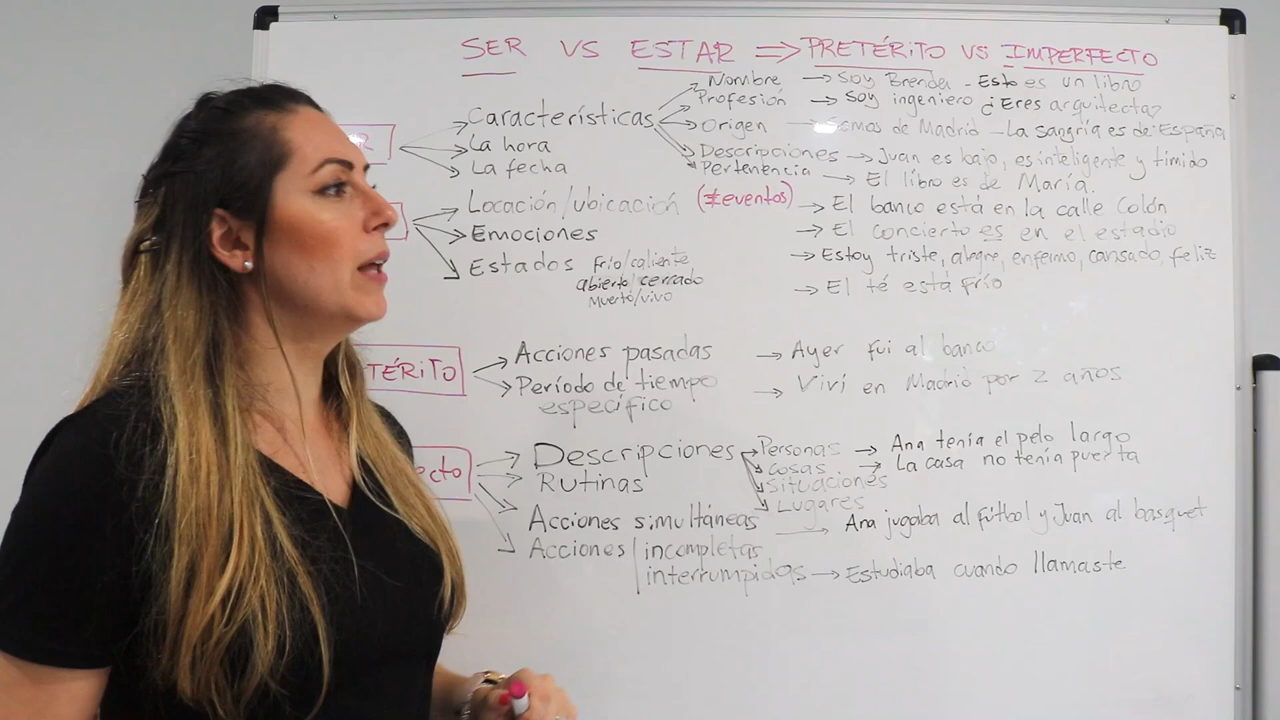 SER VS ESTAR ⇒ PRETÉRITO VS IMPERFECTO
R
Características
La hora
La fecha
Nombre → Soy Brenda - Esto es un libro
Profesión → Soy ingeniero ¿Eres arquitecta?
Origen → Somos de Madrid - La sangría es de España
Descripciones → Juan es bajo, es inteligente y tímido
Pertenencia → El libro es de María.
Locación/ubicación (≠eventos) → El banco está en la calle Colón
→ El concierto es en el estadio
Emociones → Estoy triste, alegre, enfermo, cansado, feliz
Estados frío/caliente → El té está frío
abierto/cerrado
muerto/vivo
TÉRITO
Acciones pasadas → Ayer fui al banco
Período de tiempo → Viví en Madrid por 2 años
específico
ecto
Descripciones
Personas → Ana tenía el pelo largo
Cosas → La casa no tenía puerta
Situaciones
Lugares
Rutinas
Acciones simultáneas → Ana jugaba al fútbol y Juan al basquet
Acciones / incompletas
interrumpidas → Estudiaba cuando llamaste